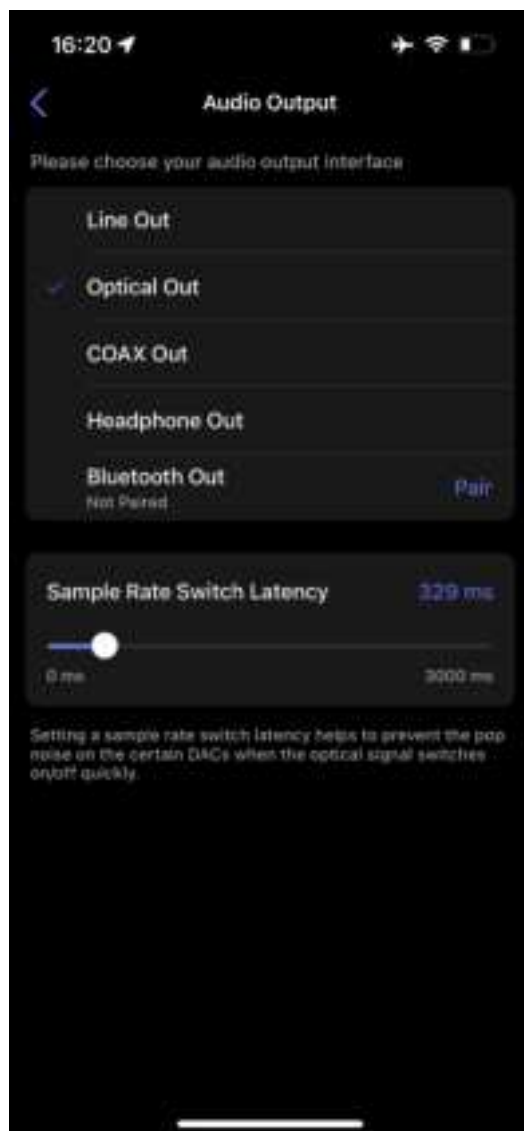 16:20
Audio Output
Please choose your audio output interface
Line Out
Optical Out
COAX Out
Headphone Out
Bluetooth Out
Not Paired
Pair
Sample Rate Switch Latency
329 ms
0 ms
3000 ms
Setting a sample rate switch latency helps to prevent the pop
noise on the certain DACs when the optical signal switches
on/off quickly.